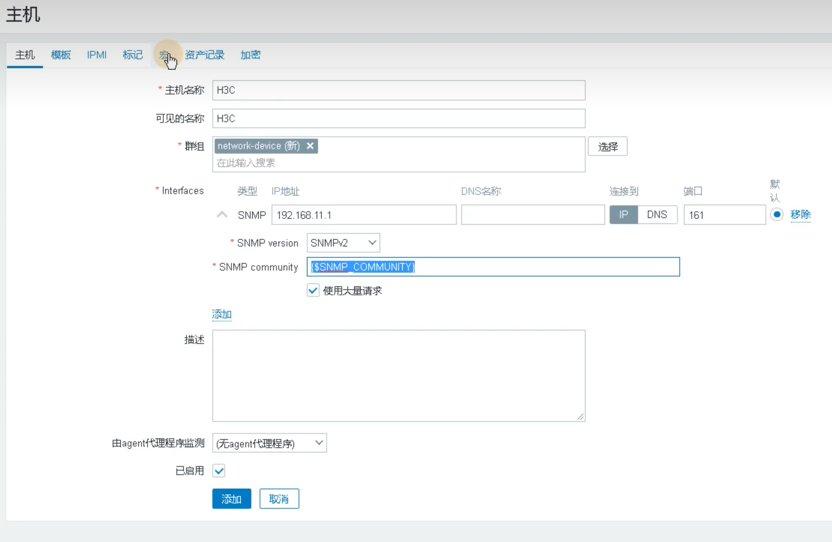 主机
主机 模板 IPMI 标记 宏 资产记录 加密
* 主机名称 H3C
可见的名称 H3C
* 群组 network-device (新) ×
在此输入搜索 选择
* Interfaces 类型 IP地址 DNS名称 连接到 端口 默认
SNMP 192.168.11.1 IP DNS 161 移除
* SNMP version SNMPv2
* SNMP community {$SNMP_COMMUNITY}
使用大量请求
添加
描述
由agent代理程序监测 (无agent代理程序)
已启用
添加 取消